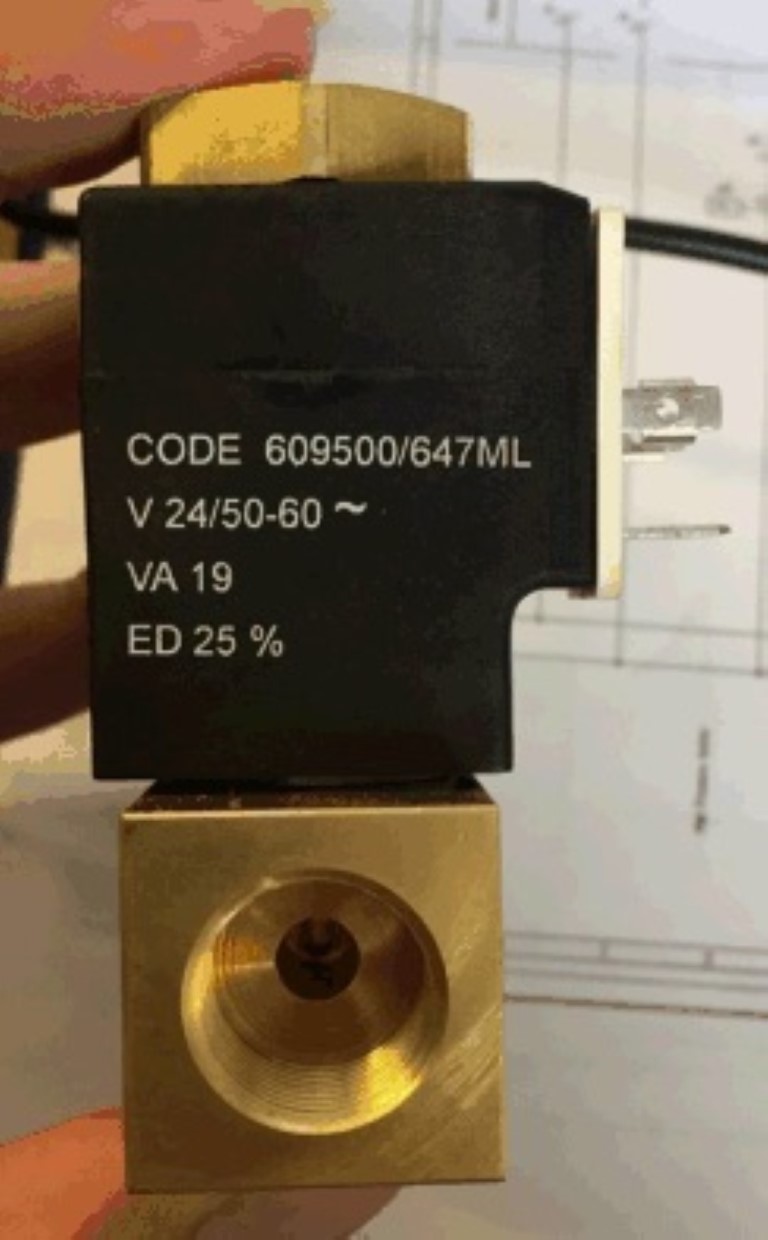 CODE 609500/647ML
V 24/50-60 ~
VA 19
ED 25 %